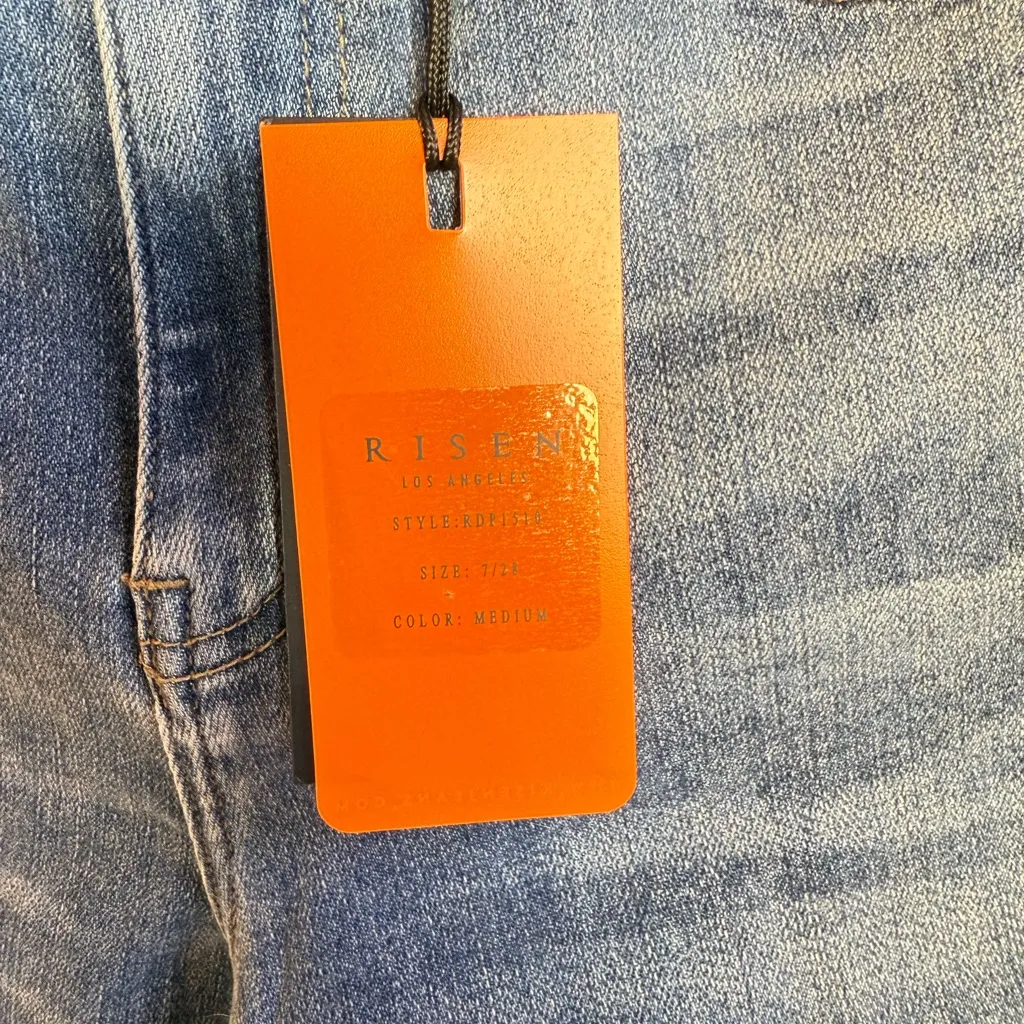 RISEN
LOS ANGELES
STYLE:RDP1510
SIZE: 7/28
COLOR: MEDIUM